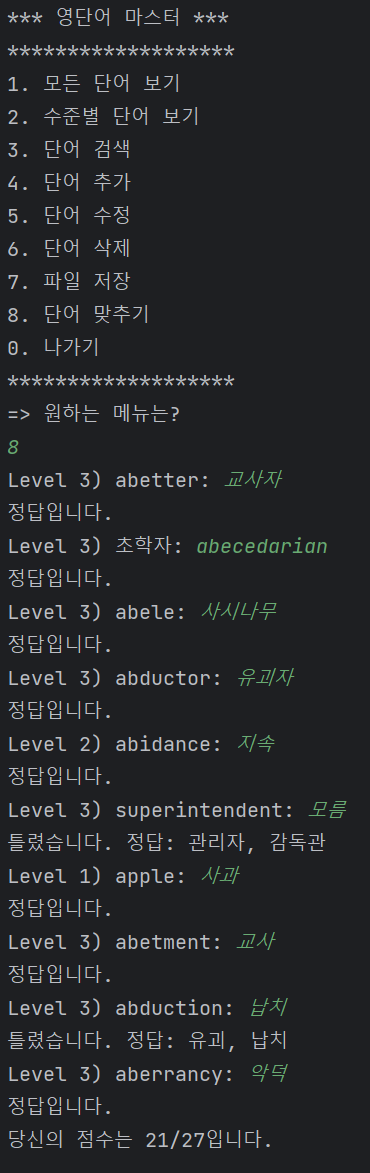 *** 영단어 마스터 ***
*******************
1. 모든 단어 보기
2. 수준별 단어 보기
3. 단어 검색
4. 단어 추가
5. 단어 수정
6. 단어 삭제
7. 파일 저장
8. 단어 맞추기
0. 나가기
*******************
=> 원하는 메뉴는?
8
Level 3) abetter: 교사자
정답입니다.
Level 3) 초학자: abecedarian
정답입니다.
Level 3) abele: 사시나무
정답입니다.
Level 3) abductor: 유괴자
정답입니다.
Level 2) abidance: 지속
정답입니다.
Level 3) superintendent: 모름
틀렸습니다. 정답: 관리자, 감독관
Level 1) apple: 사과
정답입니다.
Level 3) abetment: 교사
정답입니다.
Level 3) abduction: 납치
틀렸습니다. 정답: 유괴, 납치
Level 3) aberrancy: 악덕
정답입니다.
당신의 점수는 21/27입니다.